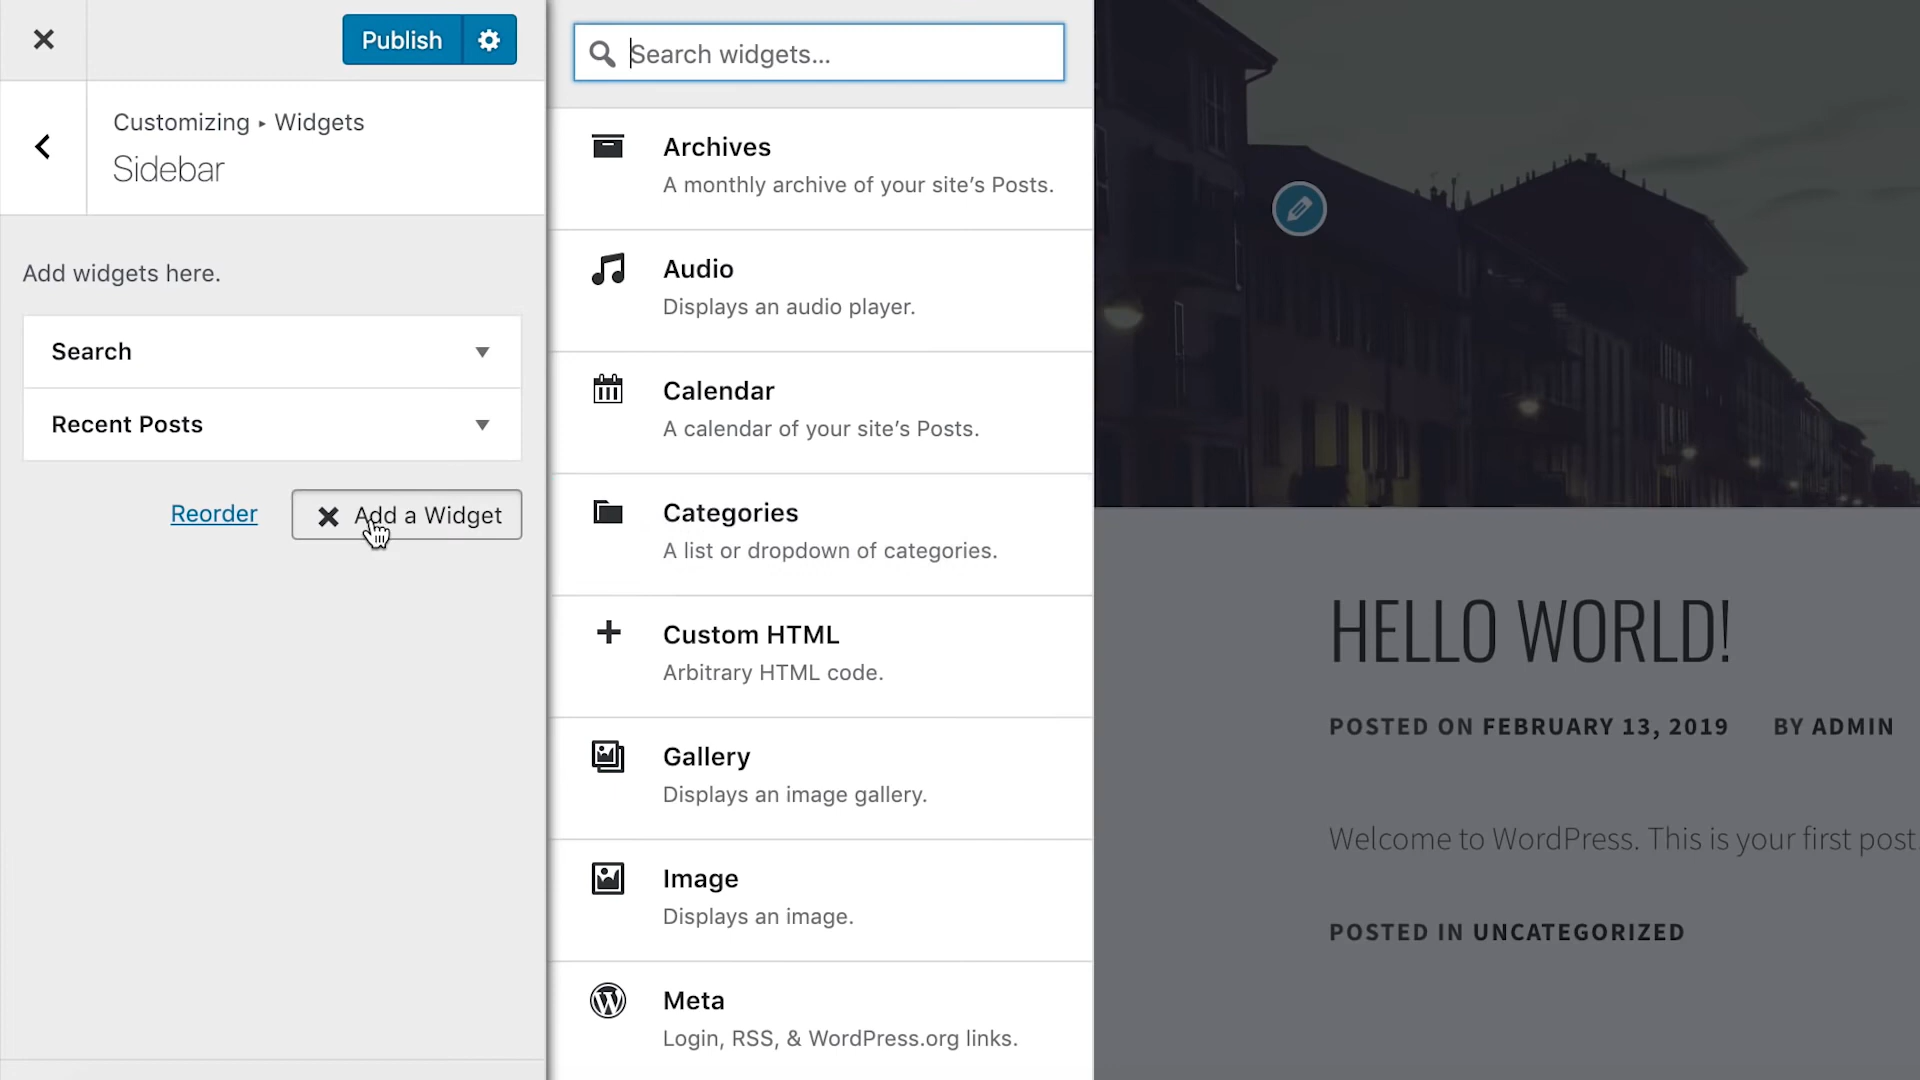 Publish
Customizing ▸ Widgets
Sidebar
Add widgets here.
Search
Recent Posts
Reorder
Add a Widget
Search widgets...
Archives
A monthly archive of your site's Posts.
Audio
Displays an audio player.
Calendar
A calendar of your site's Posts.
Categories
A list or dropdown of categories.
Custom HTML
Arbitrary HTML code.
Gallery
Displays an image gallery.
Image
Displays an image.
Meta
Login, RSS, & WordPress.org links.
HELLO WORLD!
POSTED ON FEBRUARY 13, 2019 BY ADMIN
Welcome to WordPress. This is your first post
POSTED IN UNCATEGORIZED